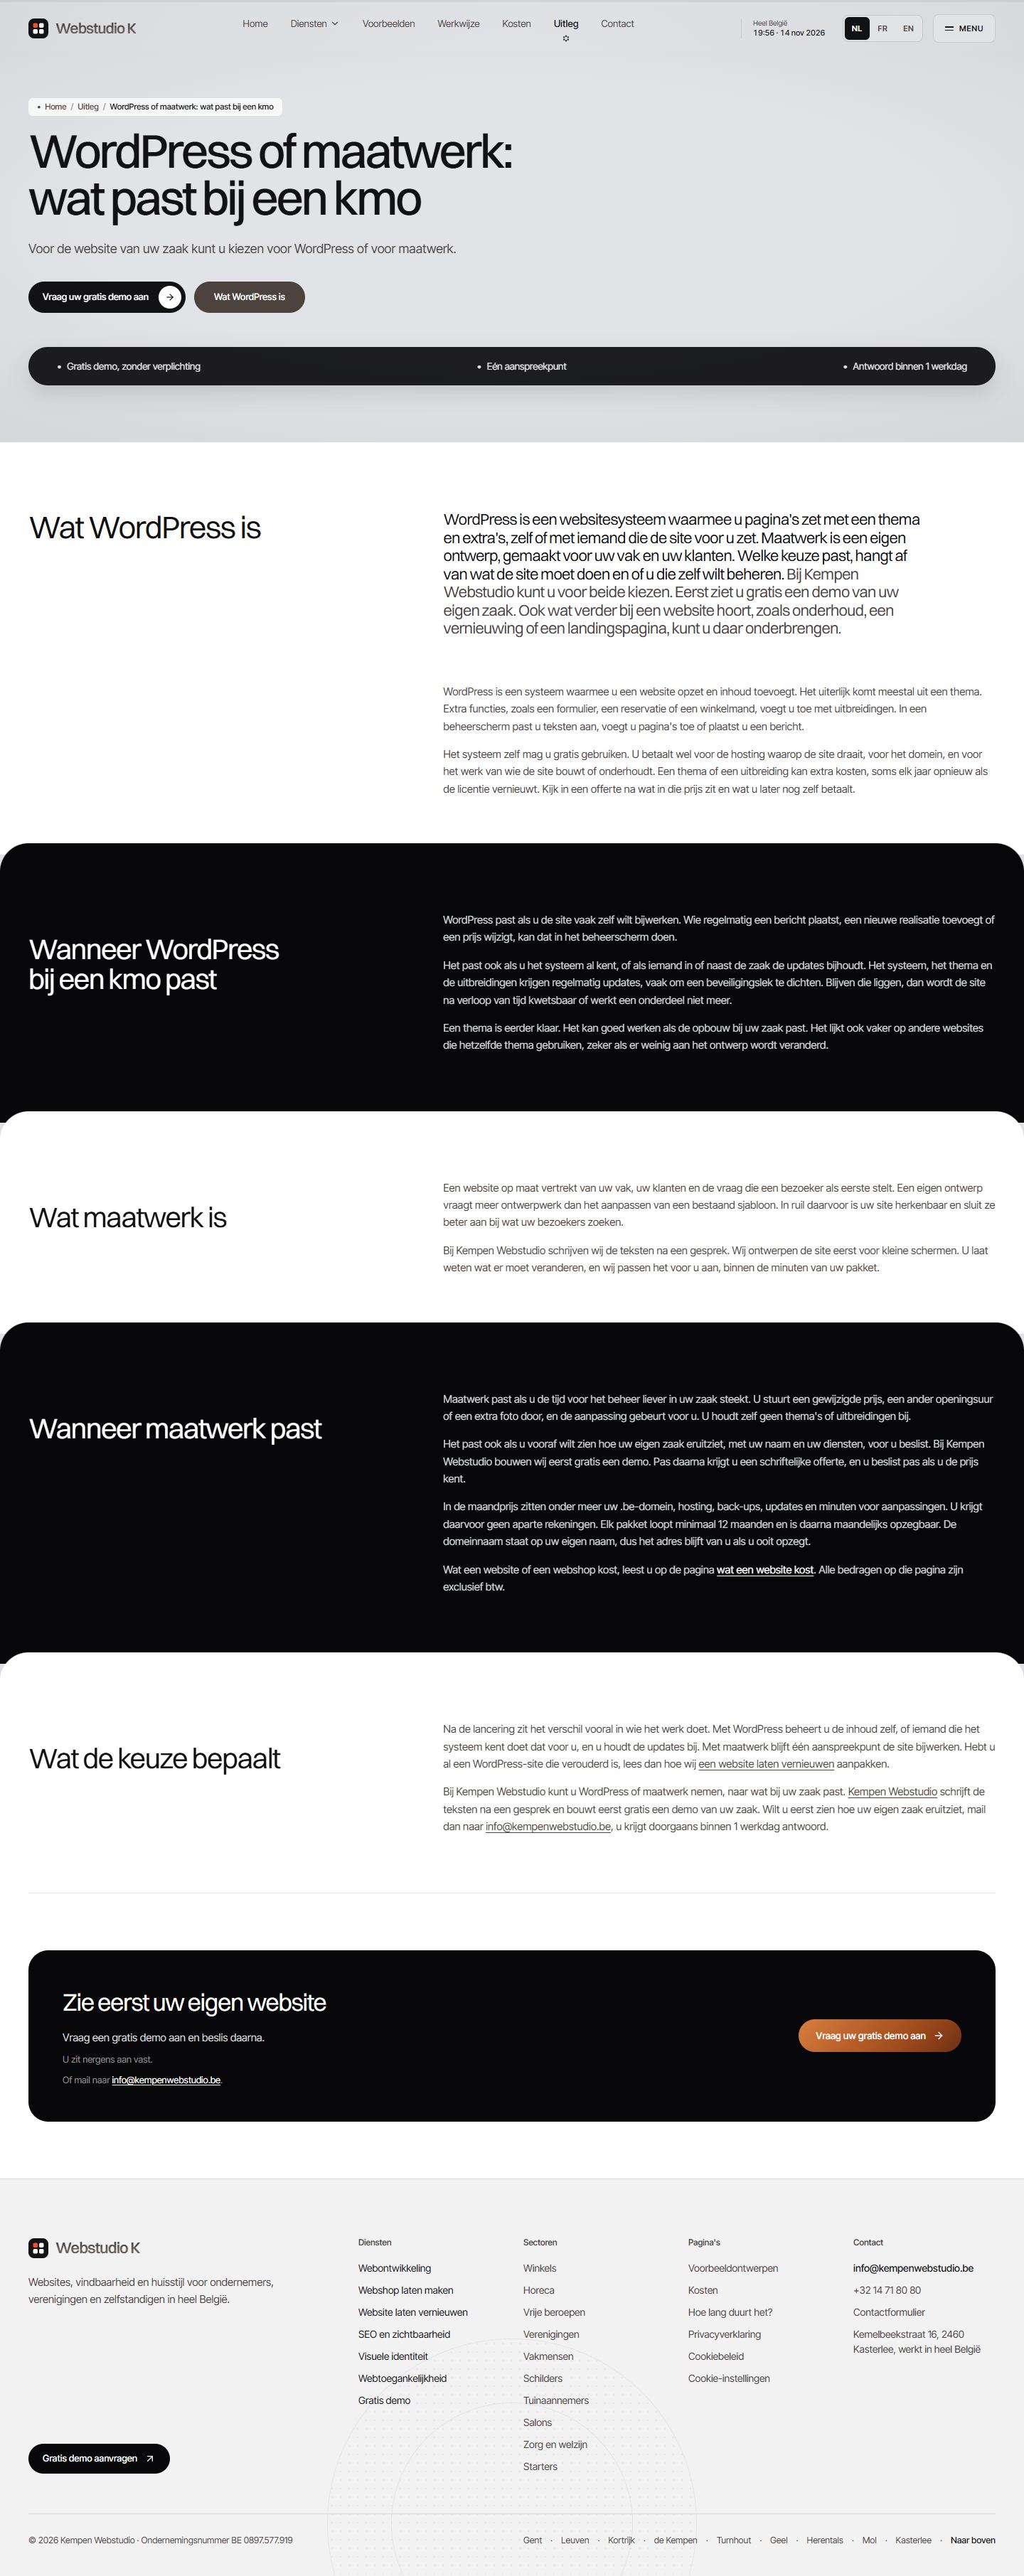 Webstudio K
Home
Diensten
Voorbeelden
Werkwijze
Kosten
Uitleg
Contact
Heel België
19:56 · 14 nov 2026
NL
FR
EN
MENU
Home / Uitleg / WordPress of maatwerk: wat past bij een kmo
WordPress of maatwerk:
wat past bij een kmo
Voor de website van uw zaak kunt u kiezen voor WordPress of voor maatwerk.
Vraag uw gratis demo aan
Wat WordPress is
Gratis demo, zonder verplichting
Eén aanspreekpunt
Antwoord binnen 1 werkdag
Wat WordPress is
WordPress is een websitesysteem waarmee u pagina's zet met een thema
en extra's, zelf of met iemand die de site voor u zet. Maatwerk is een eigen
ontwerp, gemaakt voor uw vak en uw klanten. Welke keuze past, hangt af
van wat de site moet doen en of u die zelf wilt beheren. Bij Kempen
Webstudio kunt u voor beide kiezen. Eerst ziet u gratis een demo van uw
eigen zaak. Ook wat verder bij een website hoort, zoals onderhoud, een
vernieuwing of een landingspagina, kunt u daar onderbrengen.
WordPress is een systeem waarmee u een website opzet en inhoud toevoegt. Het uiterlijk komt meestal uit een thema.
Extra functies, zoals een formulier, een reservatie of een winkelmand, voegt u toe met uitbreidingen. In een
beheerscherm past u teksten aan, voegt u pagina's toe of plaatst u een bericht.
Het systeem zelf mag u gratis gebruiken. U betaalt wel voor de hosting waarop de site draait, voor het domein, en voor
het werk van wie de site bouwt of onderhoudt. Een thema of een uitbreiding kan extra kosten, soms elk jaar opnieuw als
de licentie vernieuwt. Kijk in een offerte na wat in die prijs zit en wat u later nog zelf betaalt.
Wanneer WordPress
bij een kmo past
WordPress past als u de site vaak zelf wilt bijwerken. Wie regelmatig een bericht plaatst, een nieuwe realisatie toevoegt of
een prijs wijzigt, kan dat in het beheerscherm doen.
Het past ook als u het systeem al kent, of als iemand in of naast de zaak de updates bijhoudt. Het systeem, het thema en
de uitbreidingen krijgen regelmatig updates, vaak om een beveiligingslek te dichten. Blijven die liggen, dan wordt de site
na verloop van tijd kwetsbaar of werkt een onderdeel niet meer.
Een thema is eerder klaar. Het kan goed werken als de opbouw bij uw zaak past. Het lijkt ook vaker op andere websites
die hetzelfde thema gebruiken, zeker als er weinig aan het ontwerp wordt veranderd.
Wat maatwerk is
Een website op maat vertrekt van uw vak, uw klanten en de vraag die een bezoeker als eerste stelt. Een eigen ontwerp
vraagt meer ontwerpwerk dan het aanpassen van een bestaand sjabloon. In ruil daarvoor is uw site herkenbaar en sluit ze
beter aan bij wat uw bezoekers zoeken.
Bij Kempen Webstudio schrijven wij de teksten na een gesprek. Wij ontwerpen de site eerst voor kleine schermen. U laat
weten wat er moet veranderen, en wij passen het voor u aan, binnen de minuten van uw pakket.
Wanneer maatwerk past
Maatwerk past als u de tijd voor het beheer liever in uw zaak steekt. U stuurt een gewijzigde prijs, een ander openingsuur
of een extra foto door, en de aanpassing gebeurt voor u. U houdt zelf geen thema's of uitbreidingen bij.
Het past ook als u vooraf wilt zien hoe uw eigen zaak eruitziet, met uw naam en uw diensten, voor u beslist. Bij Kempen
Webstudio bouwen wij eerst gratis een demo. Pas daarna krijgt u een schriftelijke offerte, en u beslist pas als u de prijs
kent.
In de maandprijs zitten onder meer uw .be-domein, hosting, back-ups, updates en minuten voor aanpassingen. U krijgt
daarvoor geen aparte rekeningen. Elk pakket loopt minimaal 12 maanden en is daarna maandelijks opzegbaar. De
domeinnaam staat op uw eigen naam, dus het adres blijft van u als u ooit opzegt.
Wat een website of een webshop kost, leest u op de pagina wat een website kost. Alle bedragen op die pagina zijn
exclusief btw.
Wat de keuze bepaalt
Na de lancering zit het verschil vooral in wie het werk doet. Met WordPress beheert u de inhoud zelf, of iemand die het
systeem kent doet dat voor u, en u houdt de updates bij. Met maatwerk blijft één aanspreekpunt de site bijwerken. Hebt u
al een WordPress-site die verouderd is, lees dan hoe wij een website laten vernieuwen aanpakken.
Bij Kempen Webstudio kunt u WordPress of maatwerk nemen, naar wat bij uw zaak past. Kempen Webstudio schrijft de
teksten na een gesprek en bouwt eerst gratis een demo van uw zaak. Wilt u eerst zien hoe uw eigen zaak eruitziet, mail
dan naar info@kempenwebstudio.be, u krijgt doorgaans binnen 1 werkdag antwoord.
Zie eerst uw eigen website
Vraag een gratis demo aan en beslis daarna.
U zit nergens aan vast.
Of mail naar info@kempenwebstudio.be
Vraag uw gratis demo aan
Webstudio K
Websites, vindbaarheid en huisstijl voor ondernemers,
verenigingen en zelfstandigen in heel België.
Gratis demo aanvragen
Diensten
Webontwikkeling
Webshop laten maken
Website laten vernieuwen
SEO en zichtbaarheid
Visuele identiteit
Webtoegankelijkheid
Gratis demo
Sectoren
Winkels
Horeca
Vrije beroepen
Verenigingen
Vakmensen
Schilders
Tuinaannemers
Salons
Zorg en welzijn
Starters
Pagina's
Voorbeeldontwerpen
Kosten
Hoe lang duurt het?
Privacyverklaring
Cookiebeleid
Cookie-instellingen
Contact
info@kempenwebstudio.be
+32 14 71 80 80
Contactformulier
Kemelbeekstraat 16, 2460
Kasterlee, werkt in heel België
© 2026 Kempen Webstudio · Ondernemingsnummer BE 0897.577.919
Gent · Leuven · Kortrijk · de Kempen · Turnhout · Geel · Herentals · Mol · Kasterlee · Naar boven